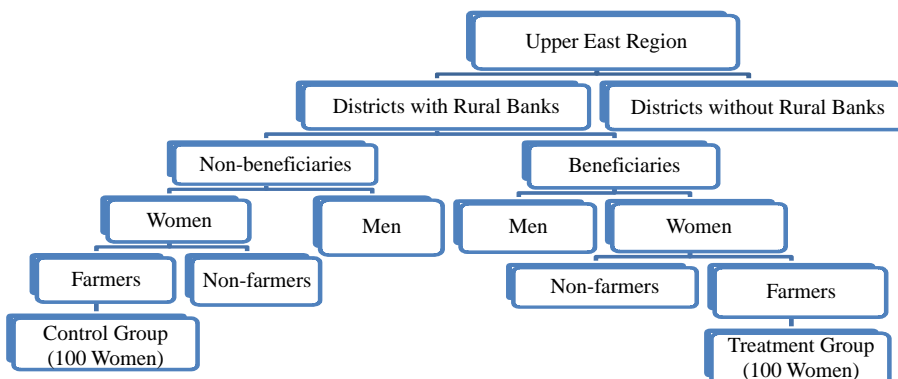 Upper East Region
Districts with Rural Banks
Districts without Rural Banks
Non-beneficiaries
Beneficiaries
Women
Men
Men
Women
Farmers
Non-farmers
Non-farmers
Farmers
Control Group
(100 Women)
Treatment Group
(100 Women)